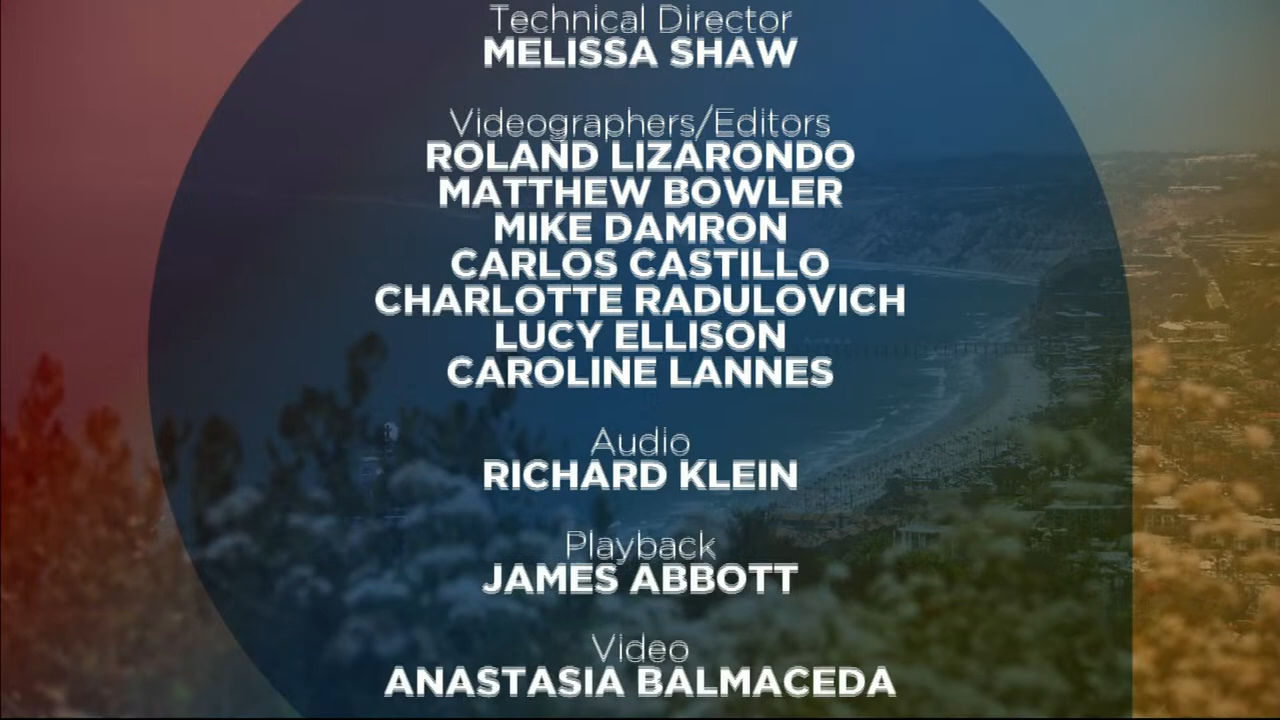 Technical Director
MELISSA SHAW
Videographers/Editors
ROLAND LIZARONDO
MATTHEW BOWLER
MIKE DAMRON
CARLOS CASTILLO
CHARLOTTE RADULOVICH
LUCY ELLISON
CAROLINE LANNES
Audio
RICHARD KLEIN
Playback
JAMES ABBOTT
Video
ANASTASIA BALMACEDA